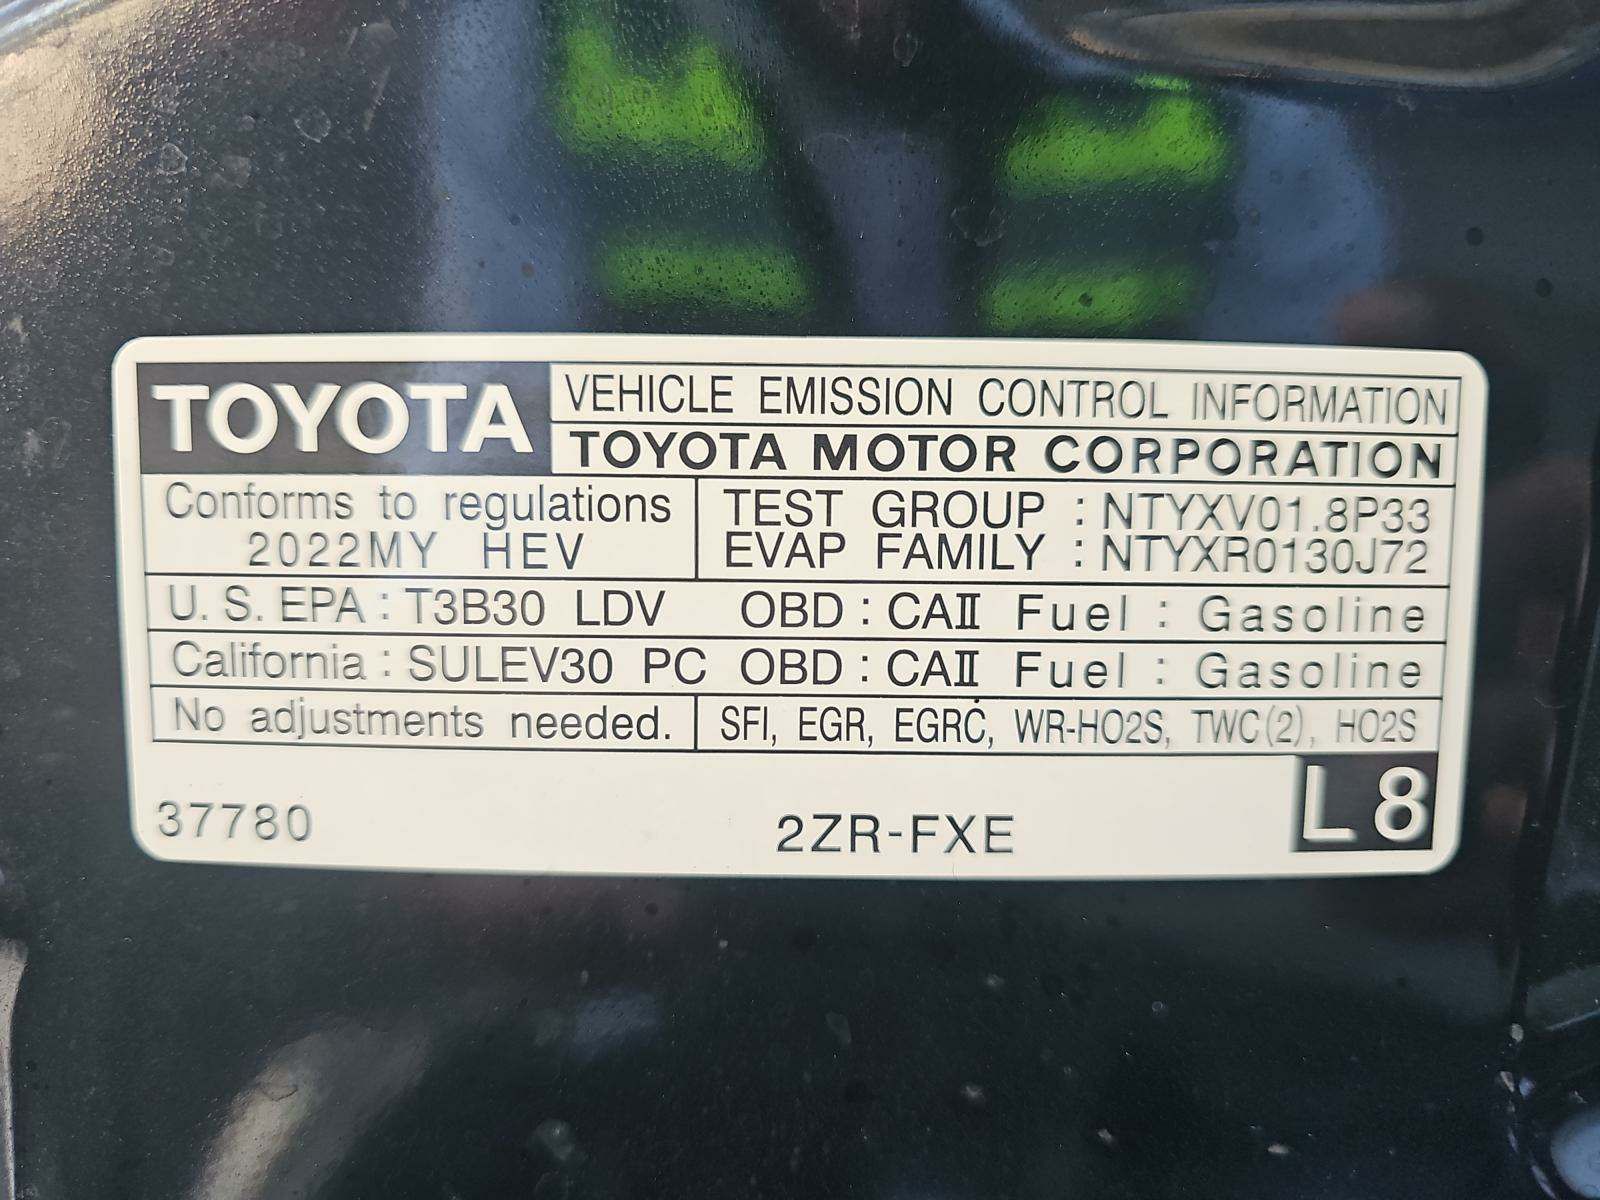 TOYOTA VEHICLE EMISSION CONTROL INFORMATION
TOYOTA MOTOR CORPORATION
Conforms to regulations
2022MY HEV
TEST GROUP : NTYXV01.8P33
EVAP FAMILY : NTYXR0130J72
U.S. EPA : T3B30 LDV OBD : CAⅡ Fuel : Gasoline
California : SULEV30 PC OBD : CAⅡ Fuel : Gasoline
No adjustments needed. SFI, EGR, EGRC, WR-HO2S, TWC(2), HO2S
37780 2ZR-FXE L8